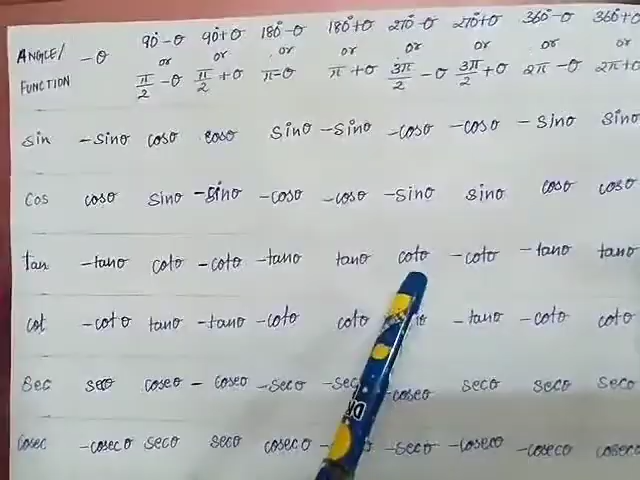 ANGLE/ FUNCTION -θ 90°-θ or π/2 -θ 90°+θ or π/2 +θ 180°-θ or π-θ 180°+θ or π+θ 270°-θ or 3π/2 -θ 270°+θ or 3π/2 +θ 360°-θ or 2π-θ 360°+θ or 2π+θ
sin -sinθ cosθ cosθ sinθ -sinθ -cosθ -cosθ -sinθ sinθ
cos cosθ sinθ -sinθ -cosθ -cosθ -sinθ sinθ cosθ cosθ
tan -tanθ cotθ -cotθ -tanθ tanθ cotθ -cotθ -tanθ tanθ
cot -cotθ tanθ -tanθ -cotθ cotθ -tanθ -cotθ cotθ
sec secθ cosecθ -cosecθ -secθ -sec -cosecθ secθ secθ secθ
cosec -cosecθ secθ secθ cosecθ - -secθ -cosecθ -cosecθ cosecθ